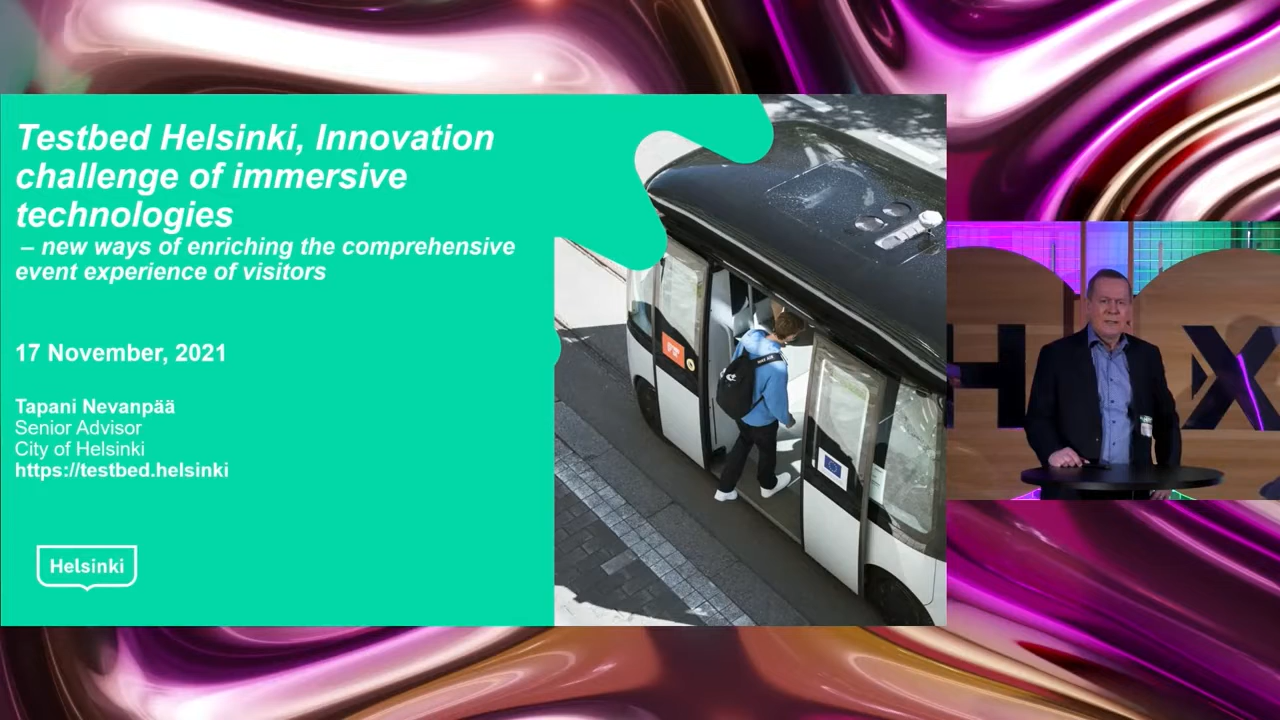 Testbed Helsinki, Innovation
challenge of immersive
technologies
– new ways of enriching the comprehensive
event experience of visitors
17 November, 2021
Tapani Nevanpää
Senior Advisor
City of Helsinki
https://testbed.helsinki
Helsinki
H X